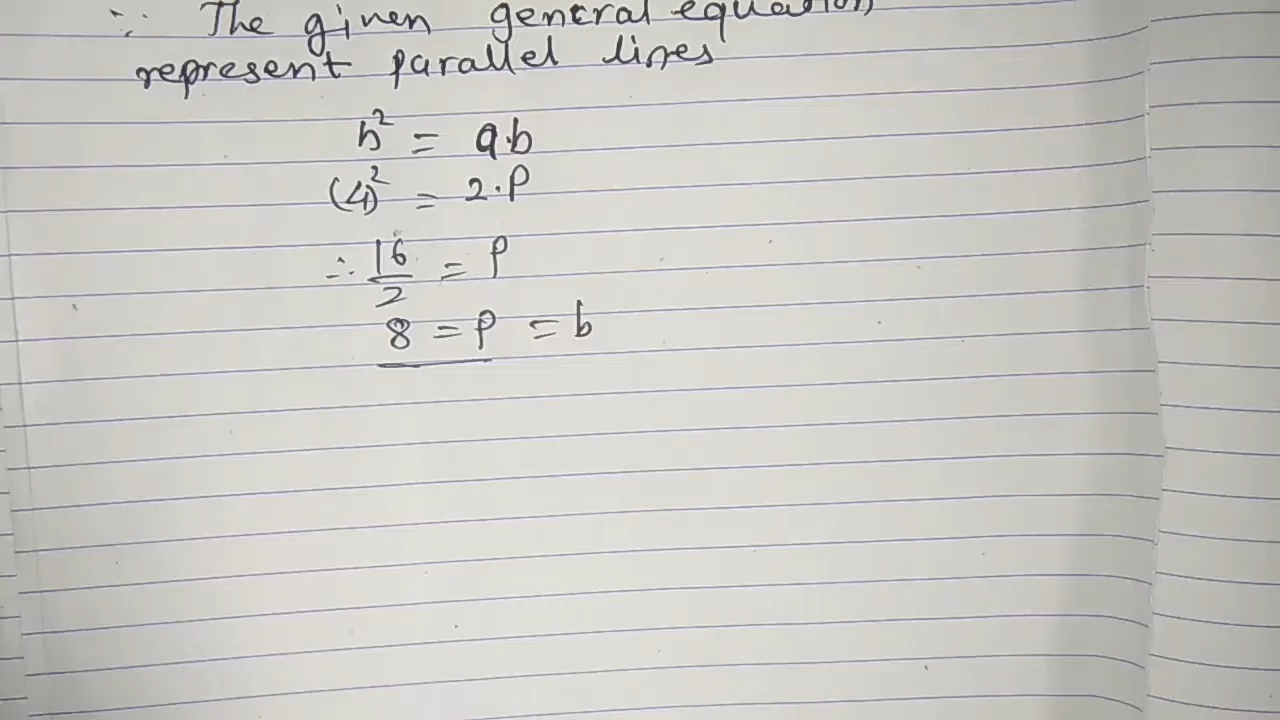 ∵ The given general equation
represent parallel lines
h² = a.b
(4)² = 2.P
∴ 16/2 = P
8 = P = b